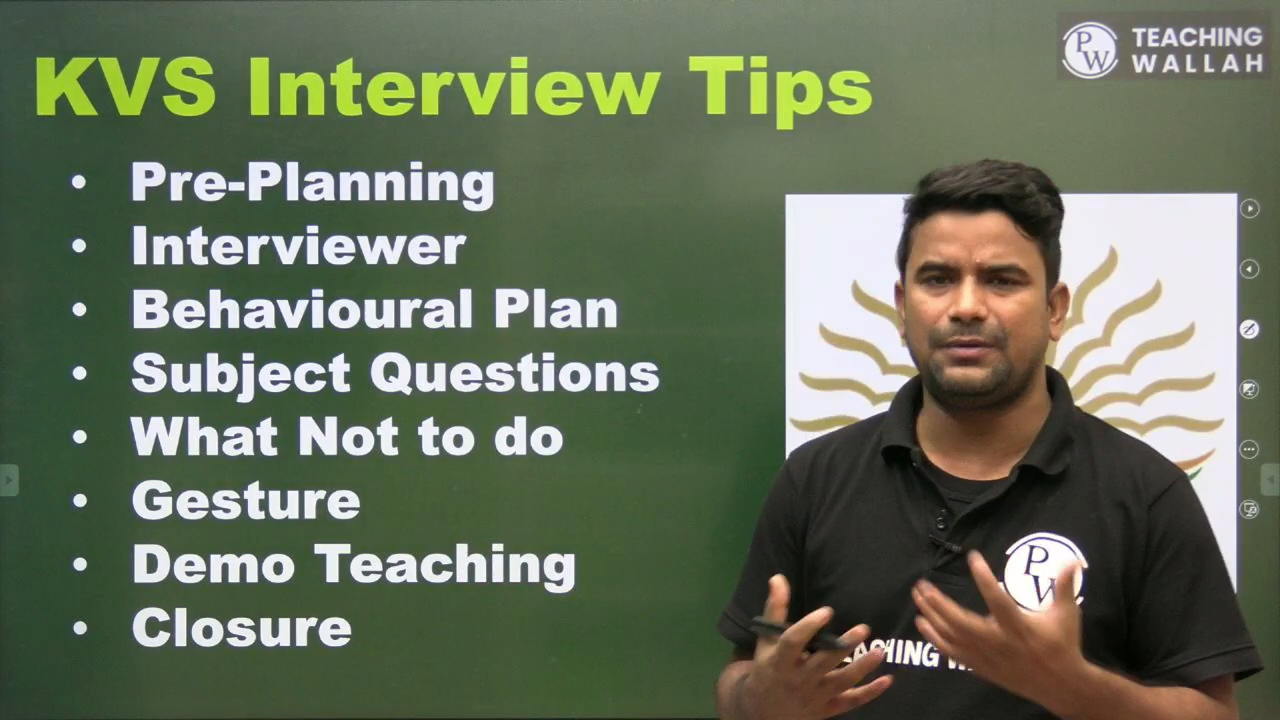 KVS Interview Tips
PW TEACHING
WALLAH
• Pre-Planning
• Interviewer
• Behavioural Plan
• Subject Questions
• What Not to do
• Gesture
• Demo Teaching
• Closure
PW